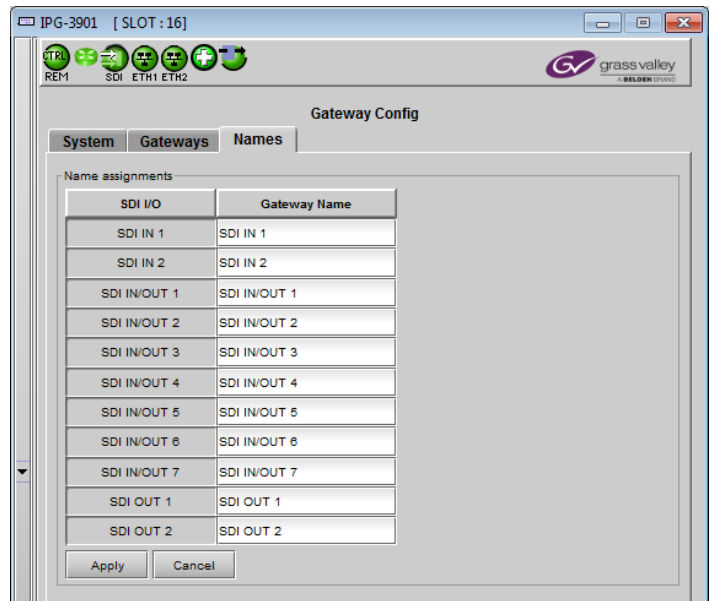 IPG-3901 [ SLOT : 16]
CTRL
REM SDI ETH1 ETH2
GV grass valley
A BELDEN BRAND
Gateway Config
System Gateways Names
Name assignments
SDI I/O Gateway Name
SDI IN 1 SDI IN 1
SDI IN 2 SDI IN 2
SDI IN/OUT 1 SDI IN/OUT 1
SDI IN/OUT 2 SDI IN/OUT 2
SDI IN/OUT 3 SDI IN/OUT 3
SDI IN/OUT 4 SDI IN/OUT 4
SDI IN/OUT 5 SDI IN/OUT 5
SDI IN/OUT 6 SDI IN/OUT 6
SDI IN/OUT 7 SDI IN/OUT 7
SDI OUT 1 SDI OUT 1
SDI OUT 2 SDI OUT 2
Apply Cancel